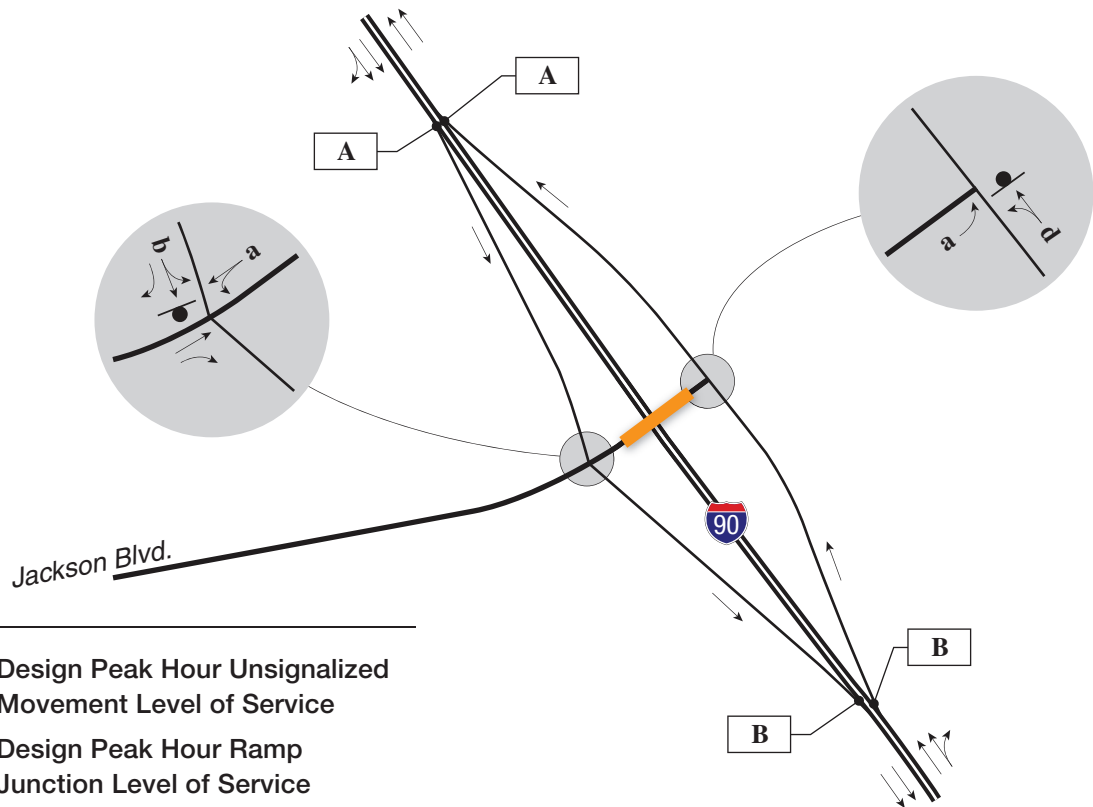 A
A
a
d
b
a
90
Jackson Blvd.
B
B
Design Peak Hour Unsignalized
Movement Level of Service
Design Peak Hour Ramp
Junction Level of Service